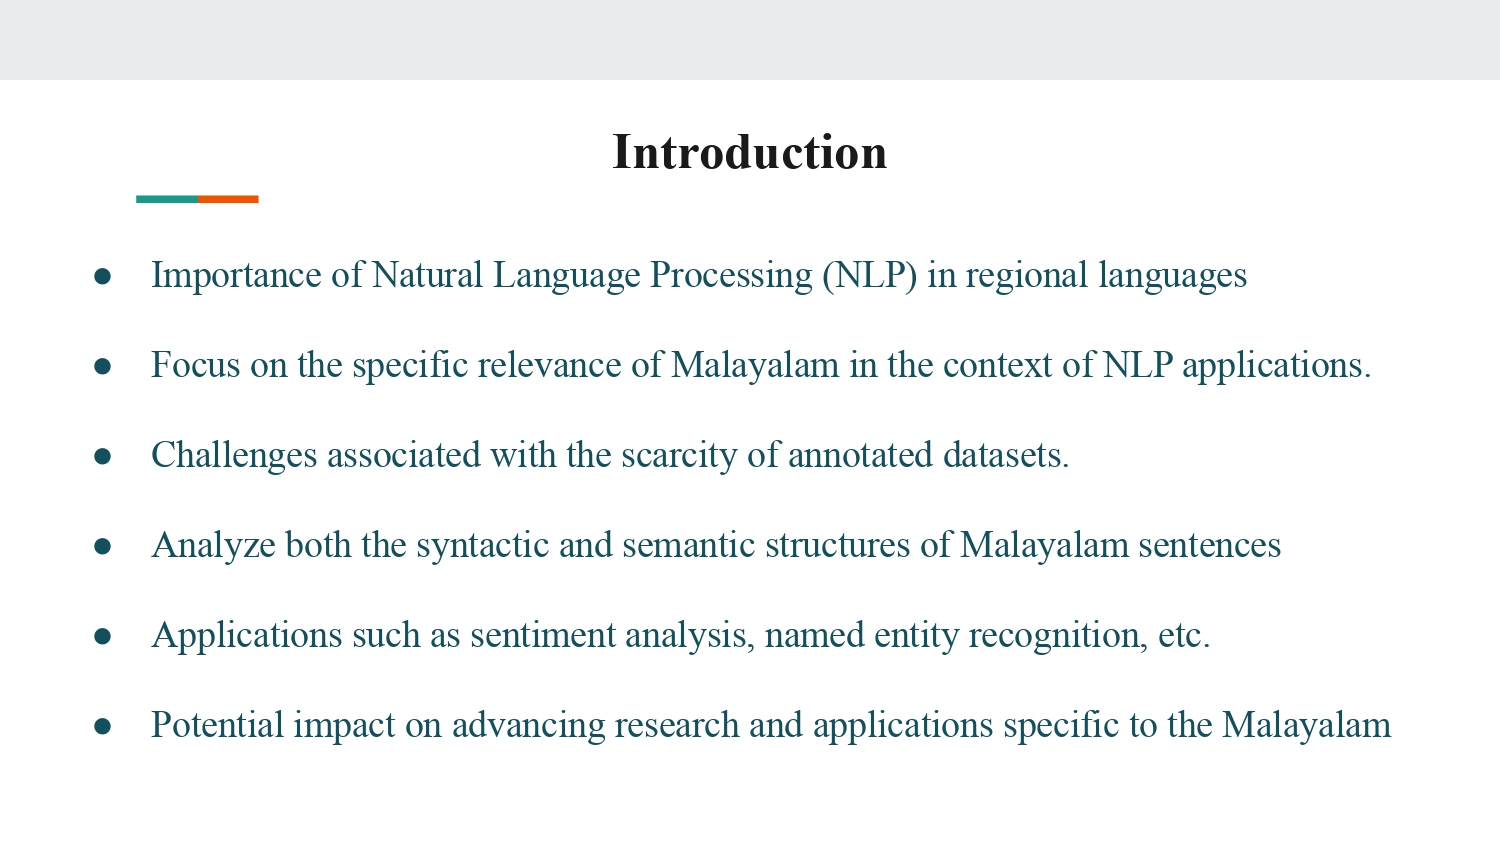 Introduction
● Importance of Natural Language Processing (NLP) in regional languages
● Focus on the specific relevance of Malayalam in the context of NLP applications.
● Challenges associated with the scarcity of annotated datasets.
● Analyze both the syntactic and semantic structures of Malayalam sentences
● Applications such as sentiment analysis, named entity recognition, etc.
● Potential impact on advancing research and applications specific to the Malayalam